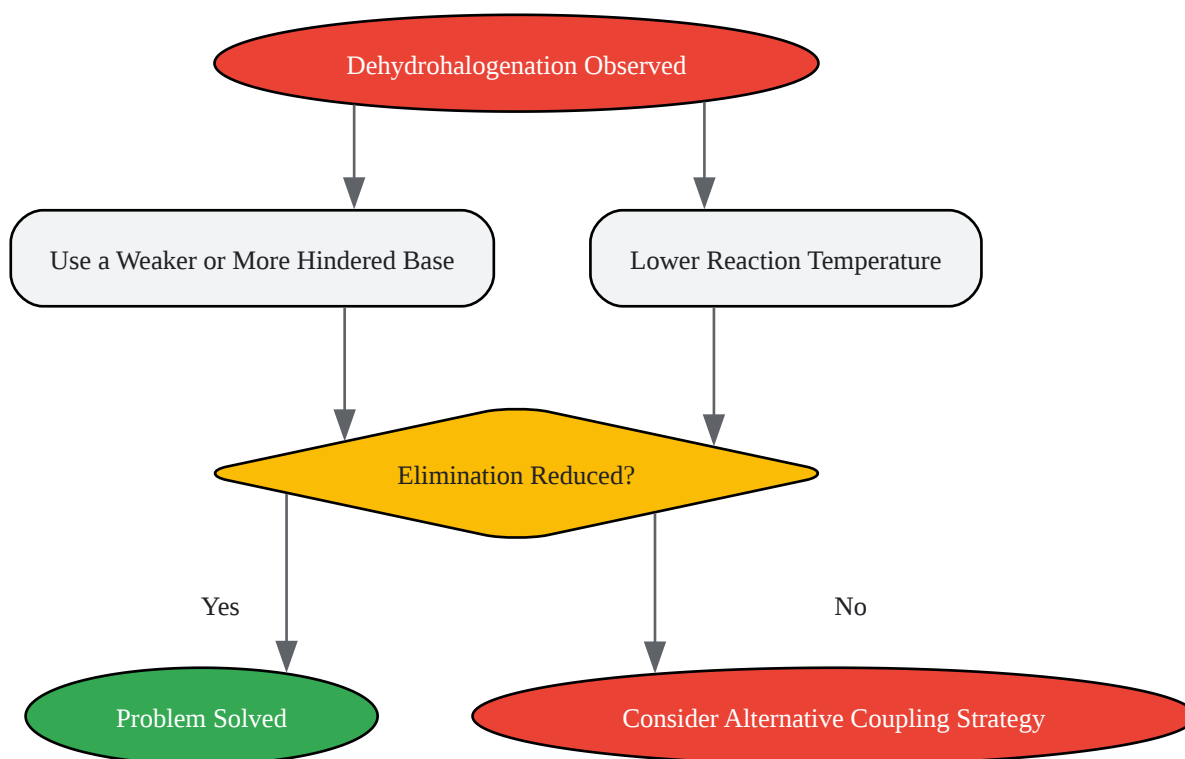 Dehydrohalogenation Observed
Use a Weaker or More Hindered Base
Lower Reaction Temperature
Elimination Reduced?
Yes
No
Problem Solved
Consider Alternative Coupling Strategy